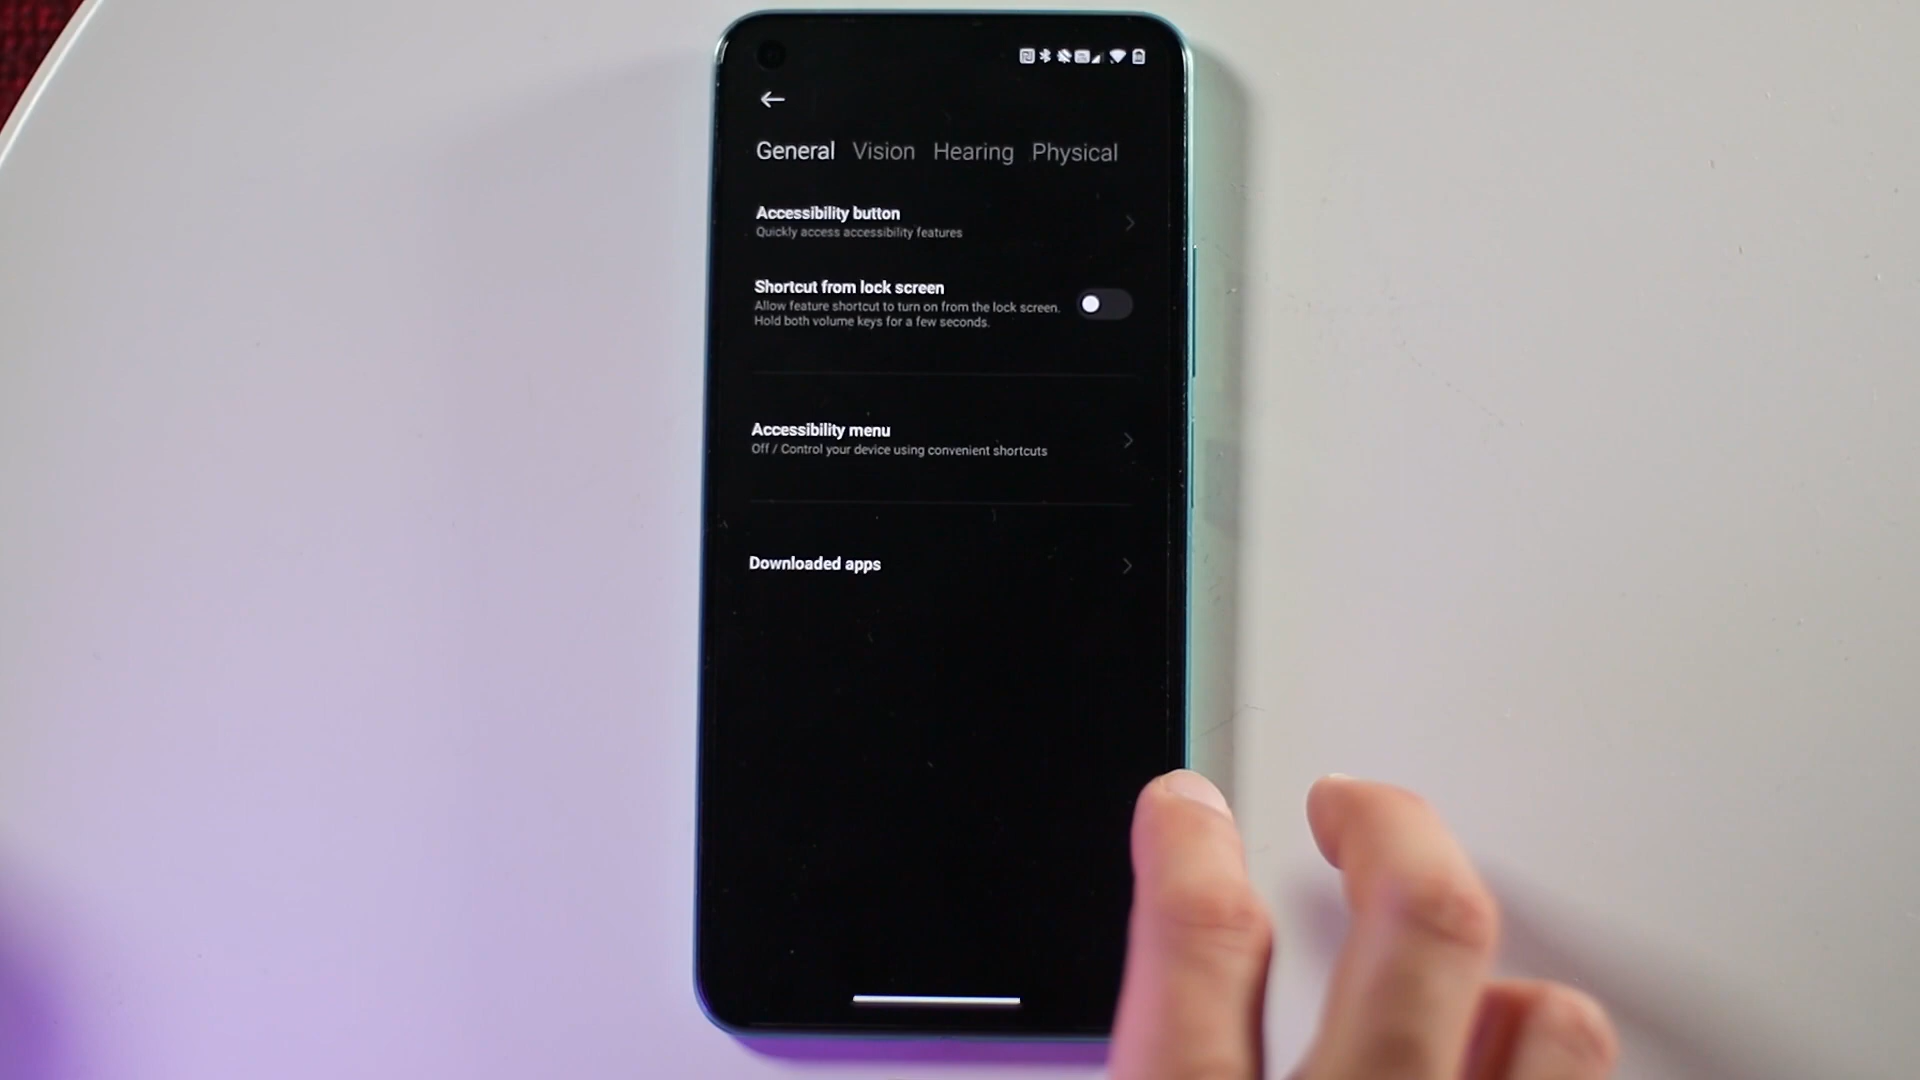 General Vision Hearing Physical
Accessibility button
Quickly access accessibility features
Shortcut from lock screen
Allow feature shortcut to turn on from the lock screen.
Hold both volume keys for a few seconds.
Accessibility menu
Off / Control your device using convenient shortcuts
Downloaded apps